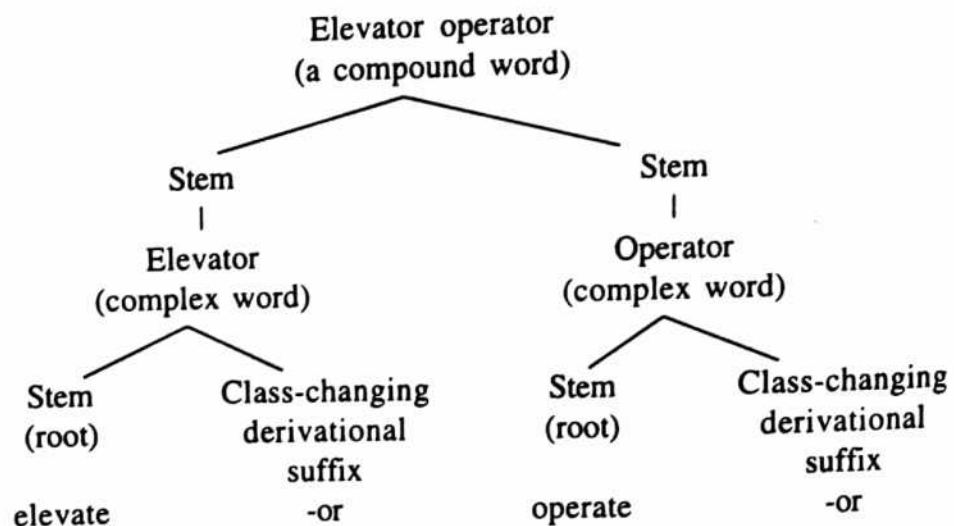 Elevator operator
(a compound word)
Stem Stem
Elevator Operator
(complex word) (complex word)
Stem Class-changing Stem Class-changing
(root) derivational (root) derivational
suffix suffix
elevate -or operate -or